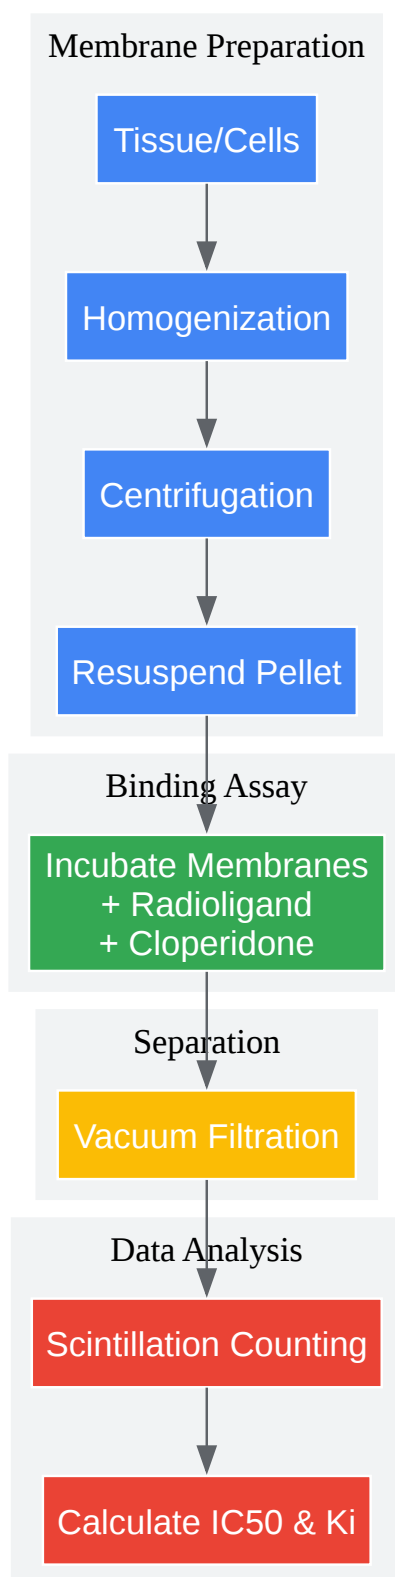 Membrane Preparation
Tissue/Cells
Homogenization
Centrifugation
Resuspend Pellet
Binding Assay
Incubate Membranes
+ Radioligand
+ Cloperidone
Separation
Vacuum Filtration
Data Analysis
Scintillation Counting
Calculate IC50 & Ki